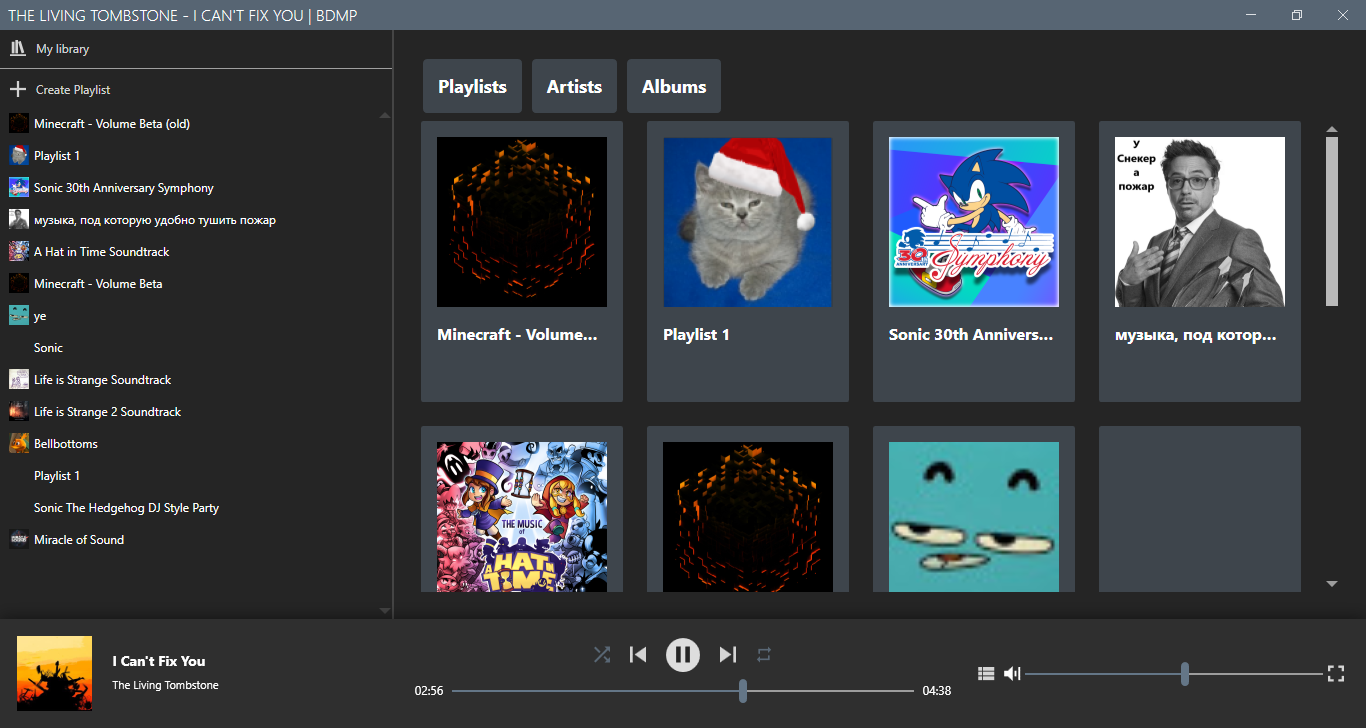 THE LIVING TOMBSTONE - I CAN'T FIX YOU | BDMP
My library
Create Playlist
Minecraft - Volume Beta (old)
Playlist 1
Sonic 30th Anniversary Symphony
музыка, под которую удобно тушить пожар
A Hat in Time Soundtrack
Minecraft - Volume Beta
ye
Sonic
Life is Strange Soundtrack
Life is Strange 2 Soundtrack
Bellbottoms
Playlist 1
Sonic The Hedgehog DJ Style Party
Miracle of Sound
Playlists
Artists
Albums
30
ANNIVERSARY
Symphony
У
Снекер
а
пожар
Minecraft - Volume...
Playlist 1
Sonic 30th Annivers...
музыка, под котор...
THE MUSIC
of
A HAT IN
TIME
I Can't Fix You
The Living Tombstone
02:56
04:38